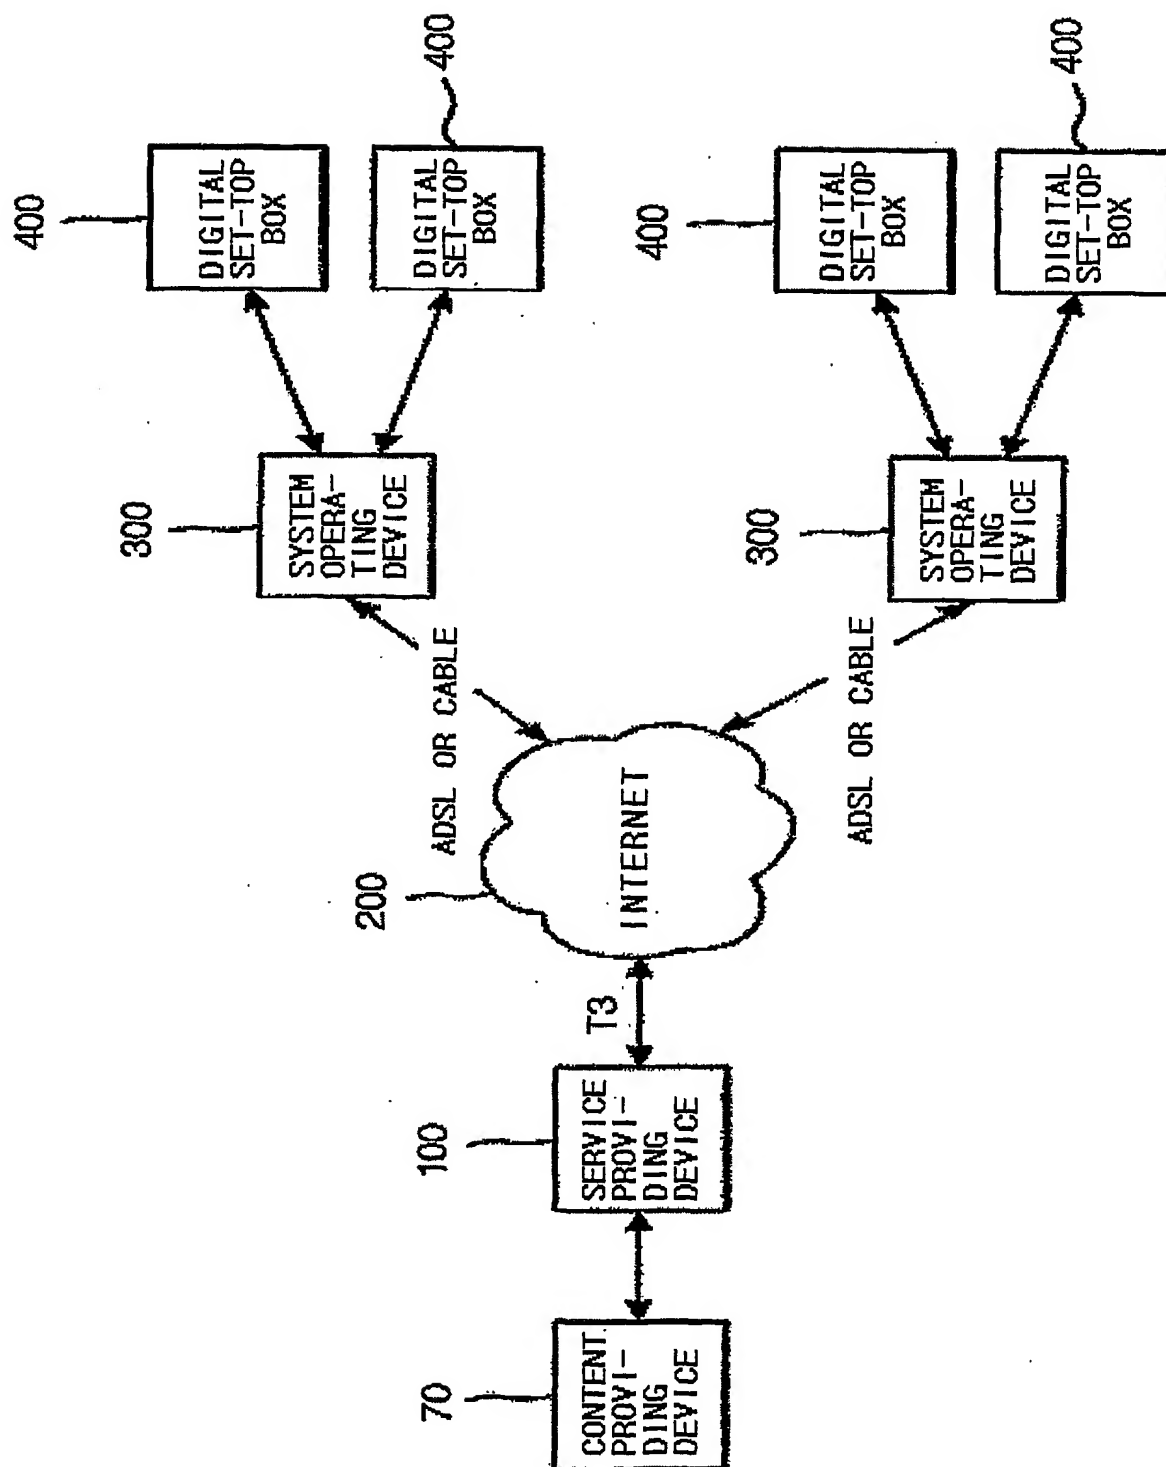 70
CONTENT
PROVI-
DING
DEVICE
100
SERVICE
PROVI-
DING
DEVICE
T3
200
INTERNET
ADSL OR CABLE
ADSL OR CABLE
300
SYSTEM
OPERA-
TING
DEVICE
300
SYSTEM
OPERA-
TING
DEVICE
400
DIGITAL
SET-TOP
BOX
400
DIGITAL
SET-TOP
BOX
400
DIGITAL
SET-TOP
BOX
400
DIGITAL
SET-TOP
BOX